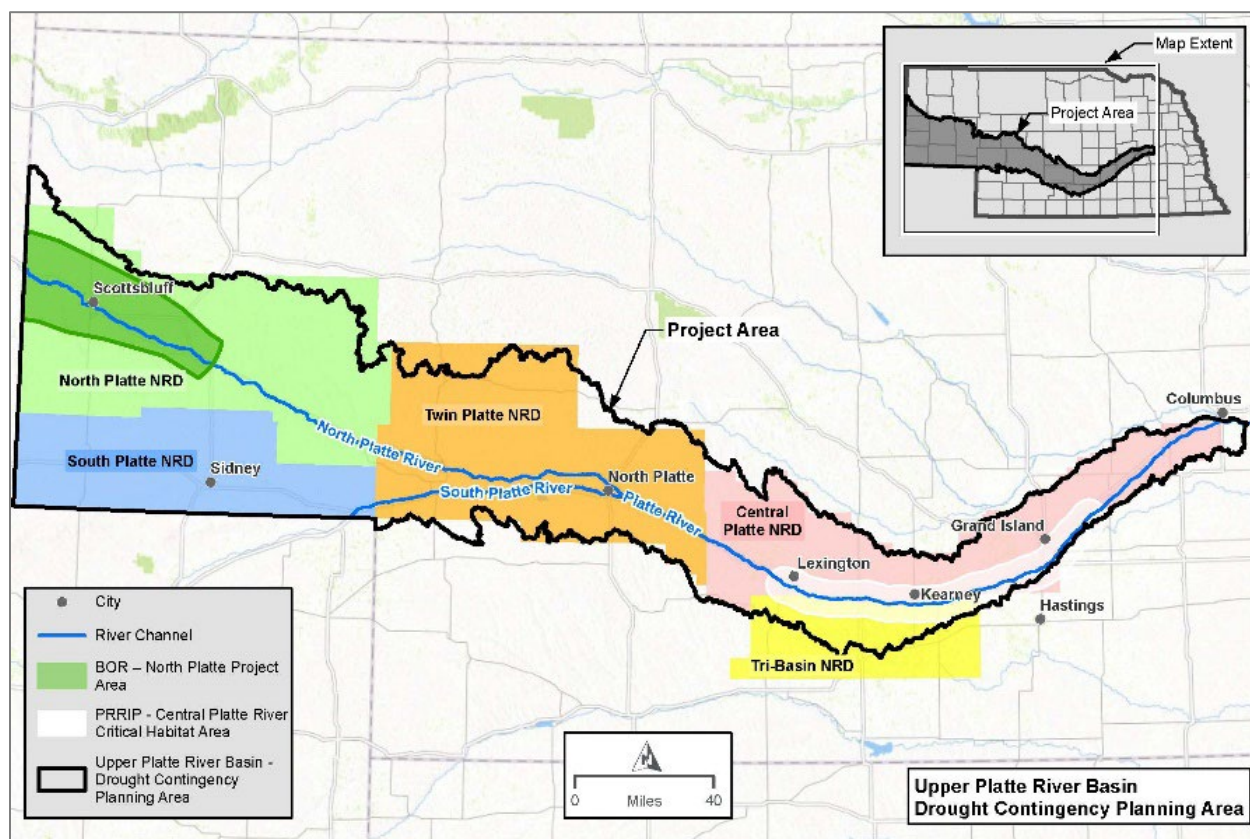 Map Extent
Project Area
Scottsbluff
North Platte NRD
Project Area
Columbus
Twin Platte NRD
South Platte NRD
Sidney
North Platte River
North Platte
South Platte River
Platte River
Central
Platte NRD
Grand Island
Lexington
Kearney
Hastings
Tri-Basin NRD
City
River Channel
BOR – North Platte Project
Area
PRRIP - Central Platte River
Critical Habitat Area
Upper Platte River Basin -
Drought Contingency
Planning Area
N
0 40
Miles
Upper Platte River Basin
Drought Contingency Planning Area